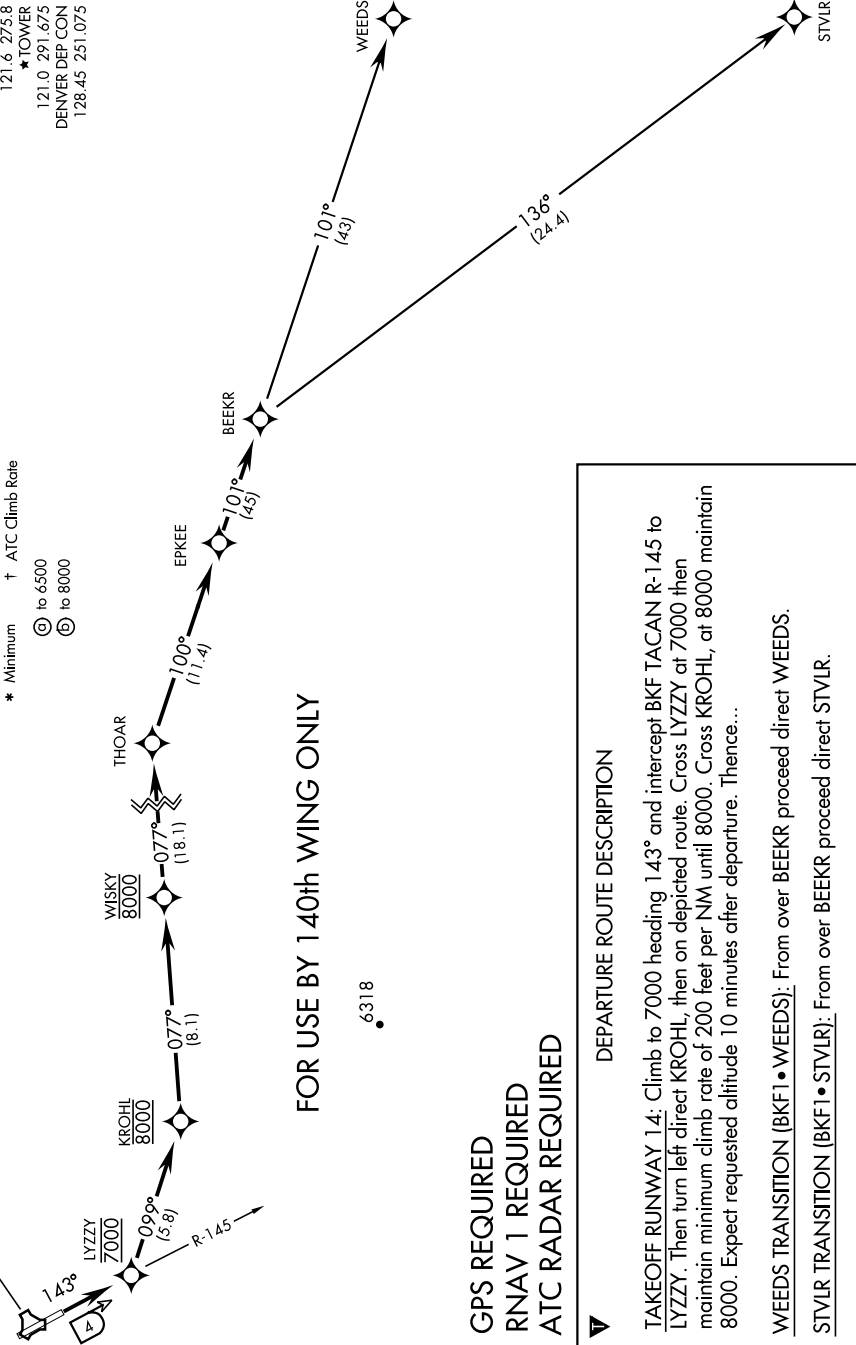 121.6 275.8
★ TOWER
121.0 291.675
DENVER DEP CON
128.45 251.075
* Minimum † ATC Climb Rate
ⓐ to 6500
ⓑ to 8000
143°
4
LYZZY
7000
R-145
099°
(5.8)
KROHL
8000
077°
(8.1)
WISKY
8000
077°
(18.1)
THOAR
100°
(11.4)
EPKEE
101°
(45)
BEEKR
101°
(43)
WEEDS
136°
(24.4)
STVLR
FOR USE BY 140th WING ONLY
6318
GPS REQUIRED
RNAV 1 REQUIRED
ATC RADAR REQUIRED
T
DEPARTURE ROUTE DESCRIPTION
TAKEOFF RUNWAY 14: Climb to 7000 heading 143° and intercept BKF TACAN R-145 to
LYZZY. Then turn left direct KROHL, then on depicted route. Cross LYZZY at 7000 then
maintain minimum climb rate of 200 feet per NM until 8000. Cross KROHL, at 8000 maintain
8000. Expect requested altitude 10 minutes after departure. Thence...
WEEDS TRANSITION (BKF1•WEEDS): From over BEEKR proceed direct WEEDS.
STVLR TRANSITION (BKF1•STVLR): From over BEEKR proceed direct STVLR.